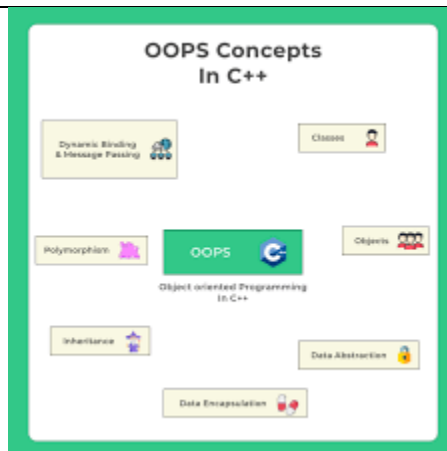 OOPS Concepts
In C++
Dynamic Binding
& Message Passing
Classes
Polymorphism
OOPS
Objects
Object oriented Programming
In C++
Inheritance
Data Abstraction
Data Encapsulation